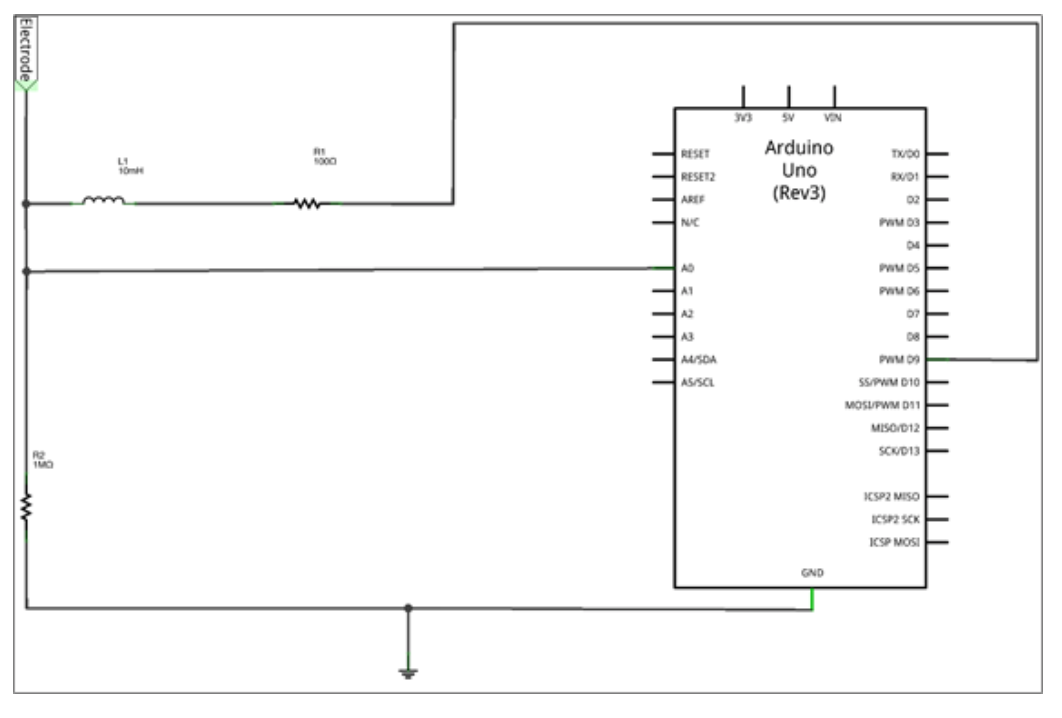 Electrode
L1
10mH
R1
100Ω
R2
1MΩ
3V3
5V
VIN
Arduino
Uno
(Rev3)
RESET
RESET2
AREF
N/C
A0
A1
A2
A3
A4/SDA
A5/SCL
TX/D0
RX/D1
D2
PWM D3
D4
PWM D5
PWM D6
D7
D8
PWM D9
SS/PWM D10
MOSI/PWM D11
MISO/D12
SCK/D13
ICSP2 MISO
ICSP2 SCK
ICSP MOSI
GND